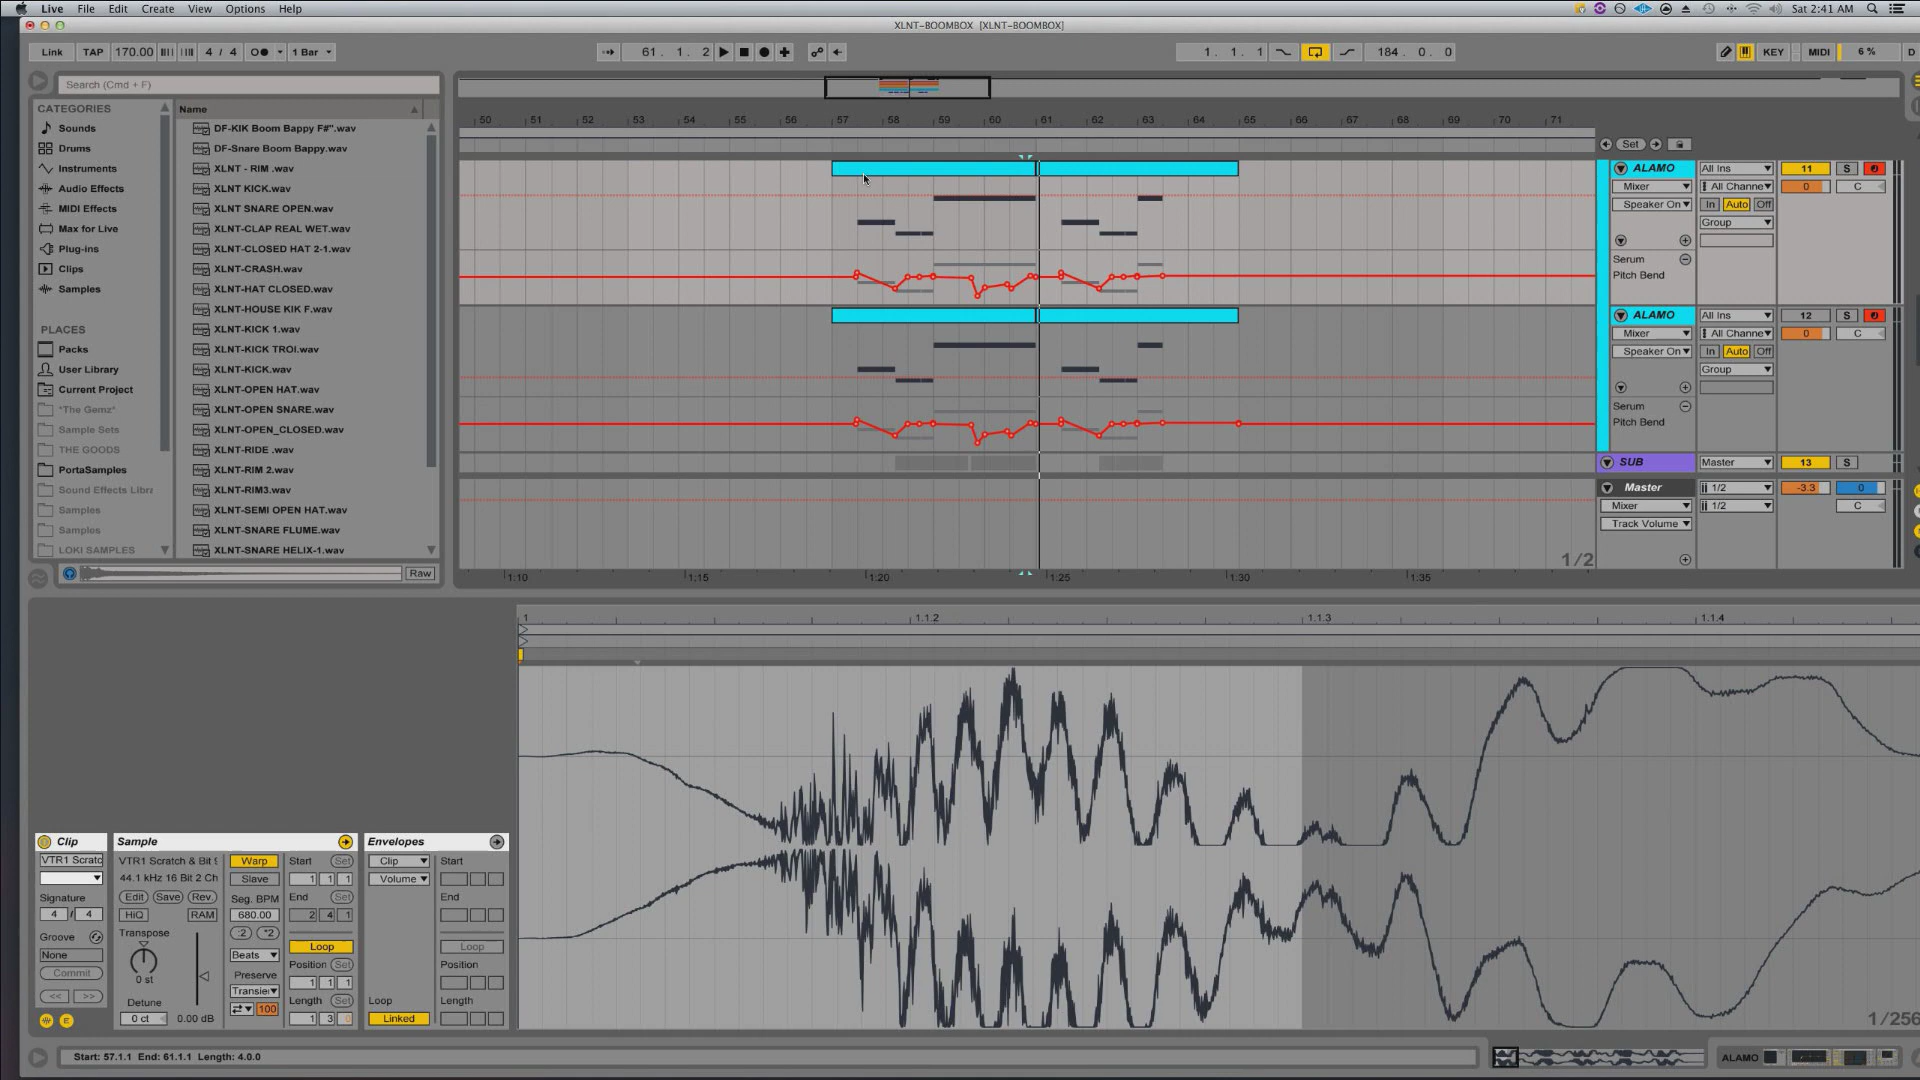 Live File Edit Create View Options Help Sat 2:41 AM
XLNT-BOOMBOX [XLNT-BOOMBOX]
Link TAP 170.00 4 / 4 1 Bar 61. 1. 2 1. 1. 1 184. 0. 0 KEY MIDI 6 % D
Search (Cmd + F)
CATEGORIES
Sounds
Drums
Instruments
Audio Effects
MIDI Effects
Max for Live
Plug-ins
Clips
Samples
PLACES
Packs
User Library
Current Project
*The Gemz*
Sample Sets
THE GOODS
PortaSamples
Sound Effects Libra
Samples
Samples
LOKI SAMPLES
Name
DF-KIK Boom Bappy F#".wav
DF-Snare Boom Bappy.wav
XLNT - RIM .wav
XLNT KICK.wav
XLNT SNARE OPEN.wav
XLNT-CLAP REAL WET.wav
XLNT-CLOSED HAT 2-1.wav
XLNT-CRASH.wav
XLNT-HAT CLOSED.wav
XLNT-HOUSE KIK F.wav
XLNT-KICK 1.wav
XLNT-KICK TROI.wav
XLNT-KICK.wav
XLNT-OPEN HAT.wav
XLNT-OPEN SNARE.wav
XLNT-OPEN_CLOSED.wav
XLNT-RIDE .wav
XLNT-RIM 2.wav
XLNT-RIM3.wav
XLNT-SEMI OPEN HAT.wav
XLNT-SNARE FLUME.wav
XLNT-SNARE HELIX-1.wav
Raw
50 51 52 53 54 55 56 57 58 59 60 61 62 63 64 65 66 67 68 69 70 71
Set
ALAMO All Ins 11 S
Mixer All Channe 0 C
Speaker On In Auto Off
Group
Serum
Pitch Bend
ALAMO All Ins 12 S
Mixer All Channe 0 C
Speaker On In Auto Off
Group
Serum
Pitch Bend
SUB Master 13 S
Master 1/2 -3.3 0
Mixer 1/2 C
Track Volume
1/2
1:10 1:15 1:20 1:25 1:30 1:35
1 1.1.2 1.1.3 1.1.4
1/256
Clip
VTR1 Scratc
Signature
4 / 4
Groove
None
Commit
<< >>
E
Sample
VTR1 Scratch & Bit
44.1 kHz 16 Bit 2 Ch
Edit Save Rev.
HiQ RAM
Transpose
0 st
Detune
0 ct 0.00 dB
Warp
Slave
Seg. BPM
680.00
:2 *2
Beats
Preserve
Transie
100
Start Set
1 1 1
End Set
2 4 1
Loop
Position Set
1 1 1
Length Set
1 3
Envelopes
Clip
Volume
Loop
Linked
Start
End
Loop
Position
Length
Start: 57.1.1 End: 61.1.1 Length: 4.0.0
ALAMO